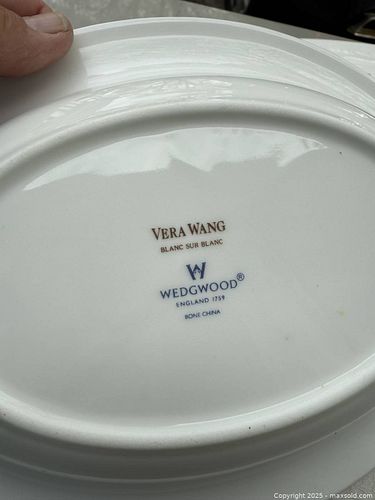 VERA WANG
BLANC SUR BLANC
W
WEDGWOOD®
ENGLAND 1759
BONE CHINA
Copyright 2025 - maxsold.com